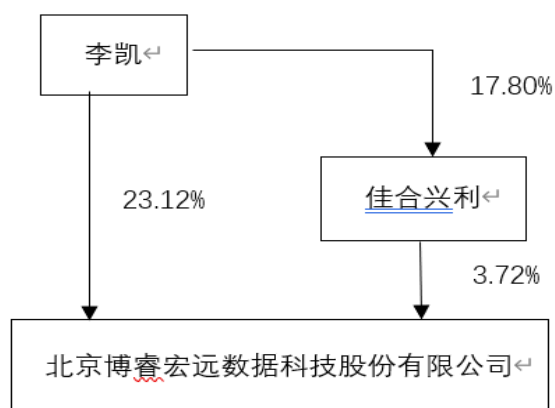 李凯
17.80%
23.12%
佳合兴利
3.72%
北京博睿宏远数据科技股份有限公司